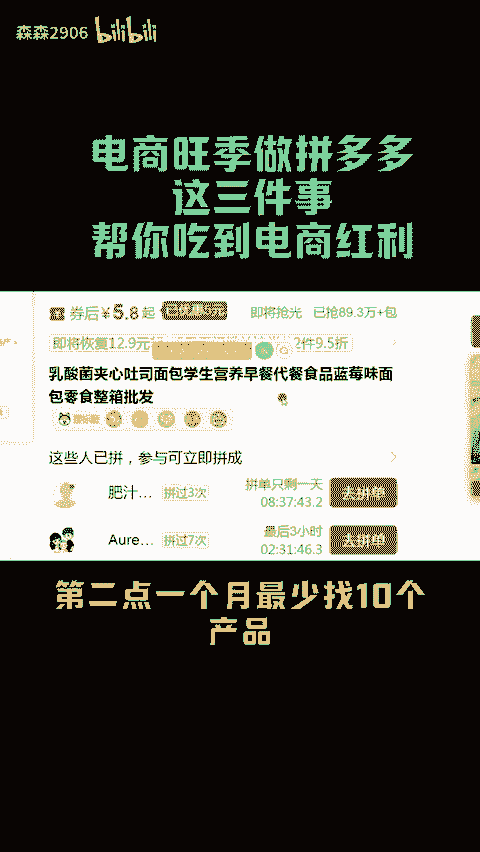 森森2906 bilibili
电商旺季做拼多多
这三件事
帮你吃到电商红利
券后¥5.8起
即将抢光 已抢89.3万+包
即将恢复12.9元
2件9.5折
乳酸菌夹心吐司面包学生营养早餐代餐食品蓝莓味面
包零食整箱批发
这些人已拼，参与可立即拼成
肥汁... 拼过3次 拼单只剩一天
08:37:43.2 去拼单
Aure... 拼过7次 最后3小时
02:31:46.3 去拼单
第二点一个月最少找10个
产品